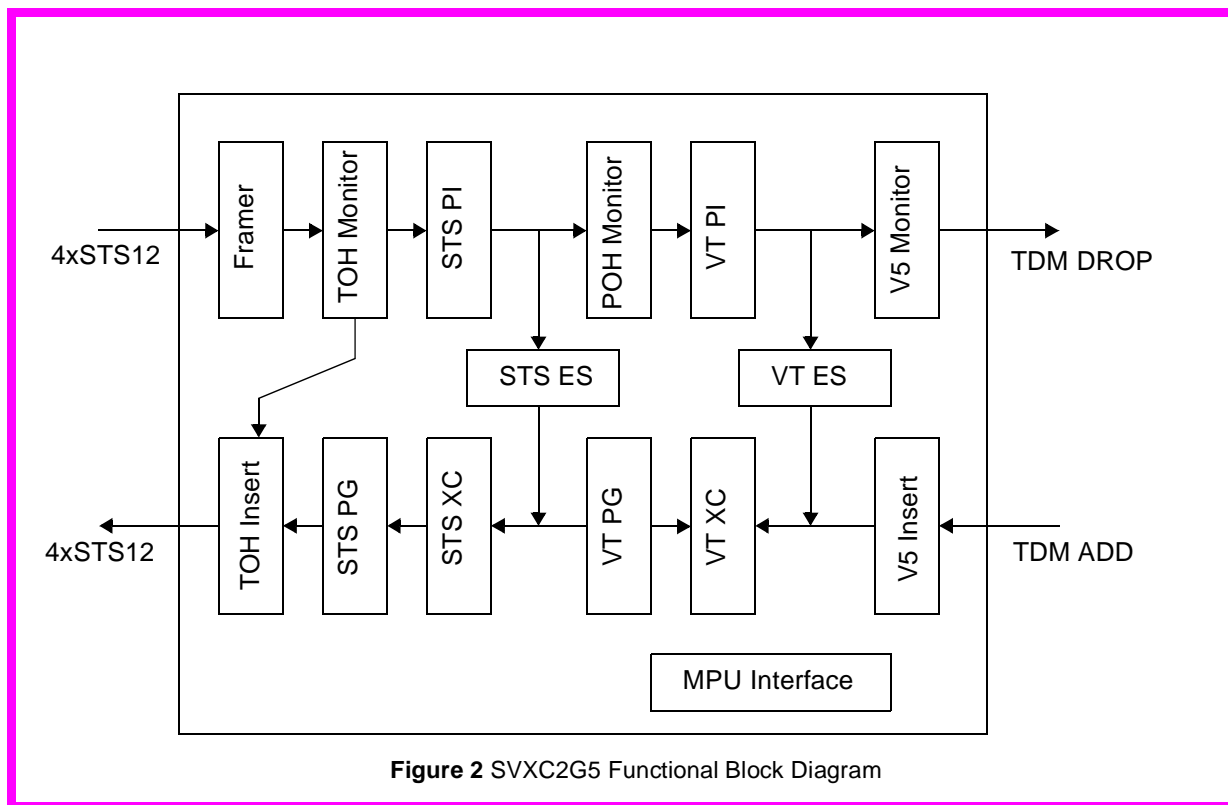 Framer
TOH Monitor
STS PI
POH Monitor
VT PI
V5 Monitor
4xSTS12
TDM DROP
STS ES
VT ES
TOH Insert
STS PG
STS XC
VT PG
VT XC
V5 Insert
4xSTS12
TDM ADD
MPU Interface
Figure 2 SVXC2G5 Functional Block Diagram